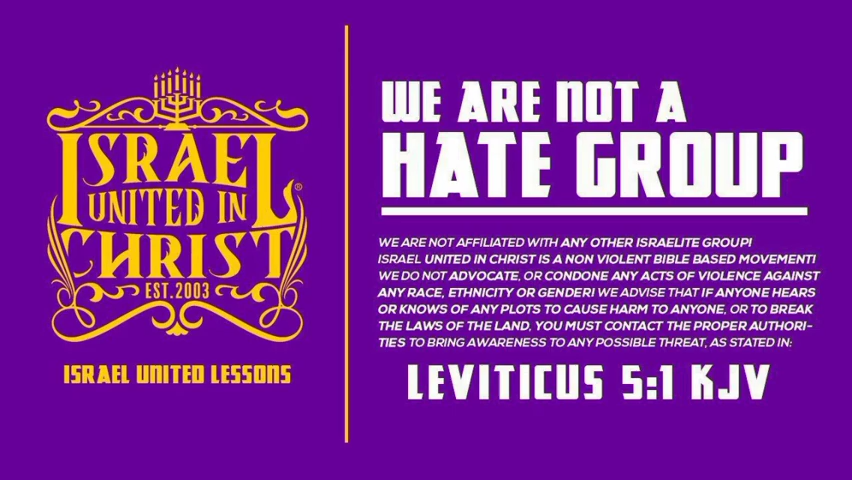 ISRAEL
UNITED IN
CHRIST
®
EST.2003
ISRAEL UNITED LESSONS
WE ARE NOT A
HATE GROUP
WE ARE NOT AFFILIATED WITH ANY OTHER ISRAELITE GROUP!
ISRAEL UNITED IN CHRIST IS A NON VIOLENT BIBLE BASED MOVEMENT!
WE DO NOT ADVOCATE, OR CONDONE ANY ACTS OF VIOLENCE AGAINST
ANY RACE, ETHNICITY OR GENDER! WE ADVISE THAT IF ANYONE HEARS
OR KNOWS OF ANY PLOTS TO CAUSE HARM TO ANYONE, OR TO BREAK
THE LAWS OF THE LAND, YOU MUST CONTACT THE PROPER AUTHORI-
TIES TO BRING AWARENESS TO ANY POSSIBLE THREAT, AS STATED IN:
LEVITICUS 5:1 KJV